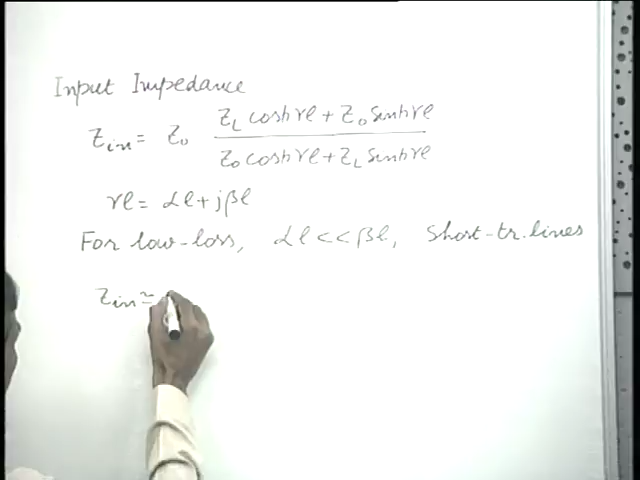 Input Impedance
Zin = Z0 (ZL coshγl + Z0 sinhγl) / (Z0 coshγl + ZL sinhγl)
γl = αl + jβl
For low-loss, αl << βl, short-tr. lines
Zin ≃